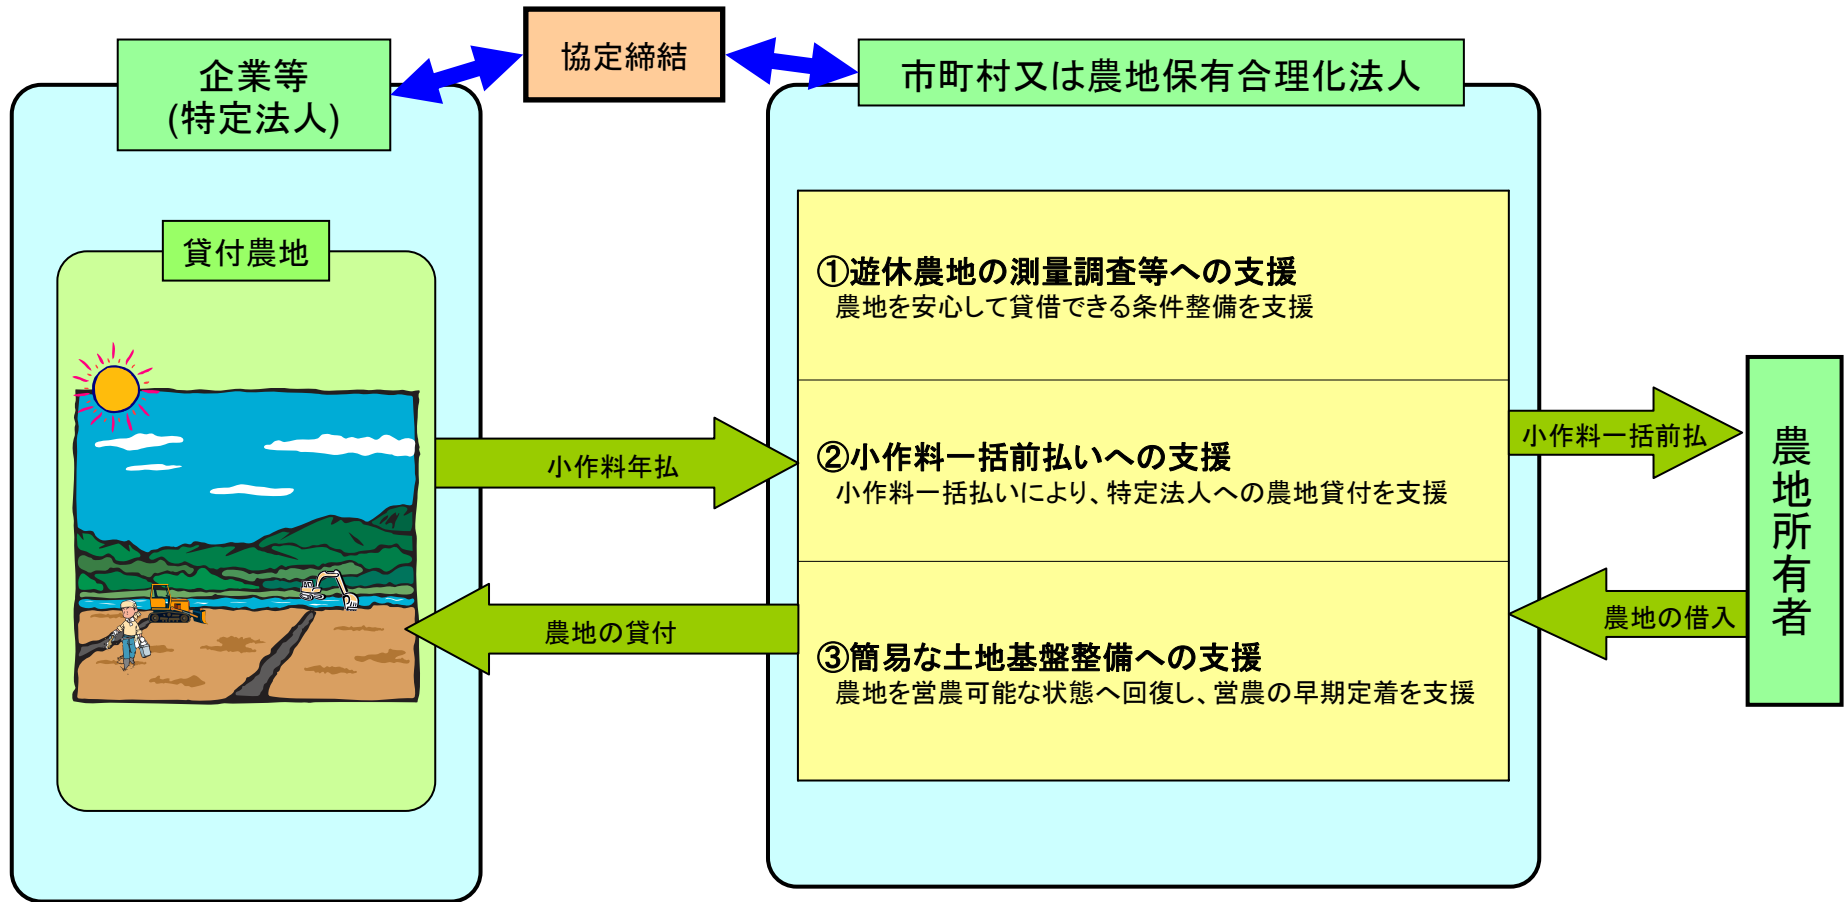 協定締結
企業等
(特定法人)
市町村又は農地保有合理化法人
貸付農地
①遊休農地の測量調査等への支援
農地を安心して貸借できる条件整備を支援
②小作料一括前払いへの支援
小作料一括払いにより、特定法人への農地貸付を支援
③簡易な土地基盤整備への支援
農地を営農可能な状態へ回復し、営農の早期定着を支援
小作料年払
農地の貸付
小作料一括前払
農地の借入
農地所有者